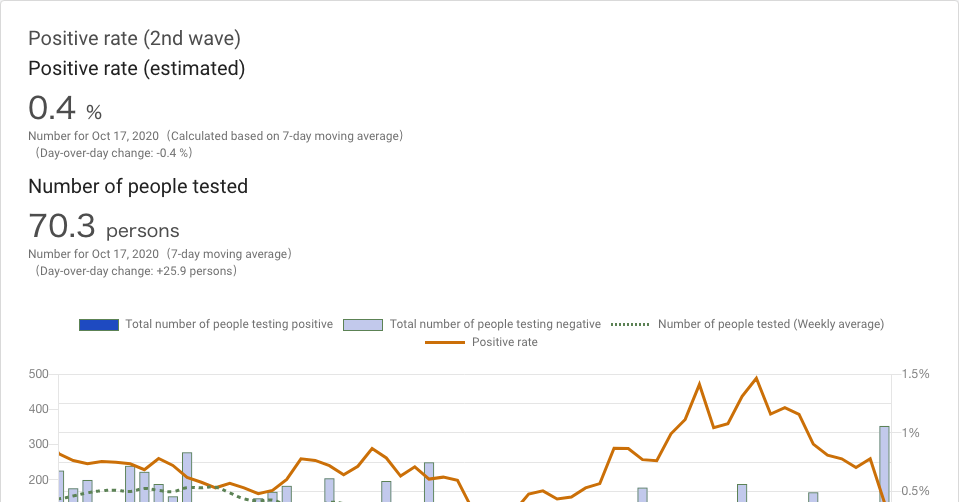 Positive rate (2nd wave)
Positive rate (estimated)
0.4 %
Number for Oct 17, 2020（Calculated based on 7-day moving average）
（Day-over-day change: -0.4 %）
Number of people tested
70.3 persons
Number for Oct 17, 2020（7-day moving average）
（Day-over-day change: +25.9 persons）
Total number of people testing positive Total number of people testing negative Number of people tested (Weekly average)
Positive rate
500 1.5%
400
300 1%
200 0.5%